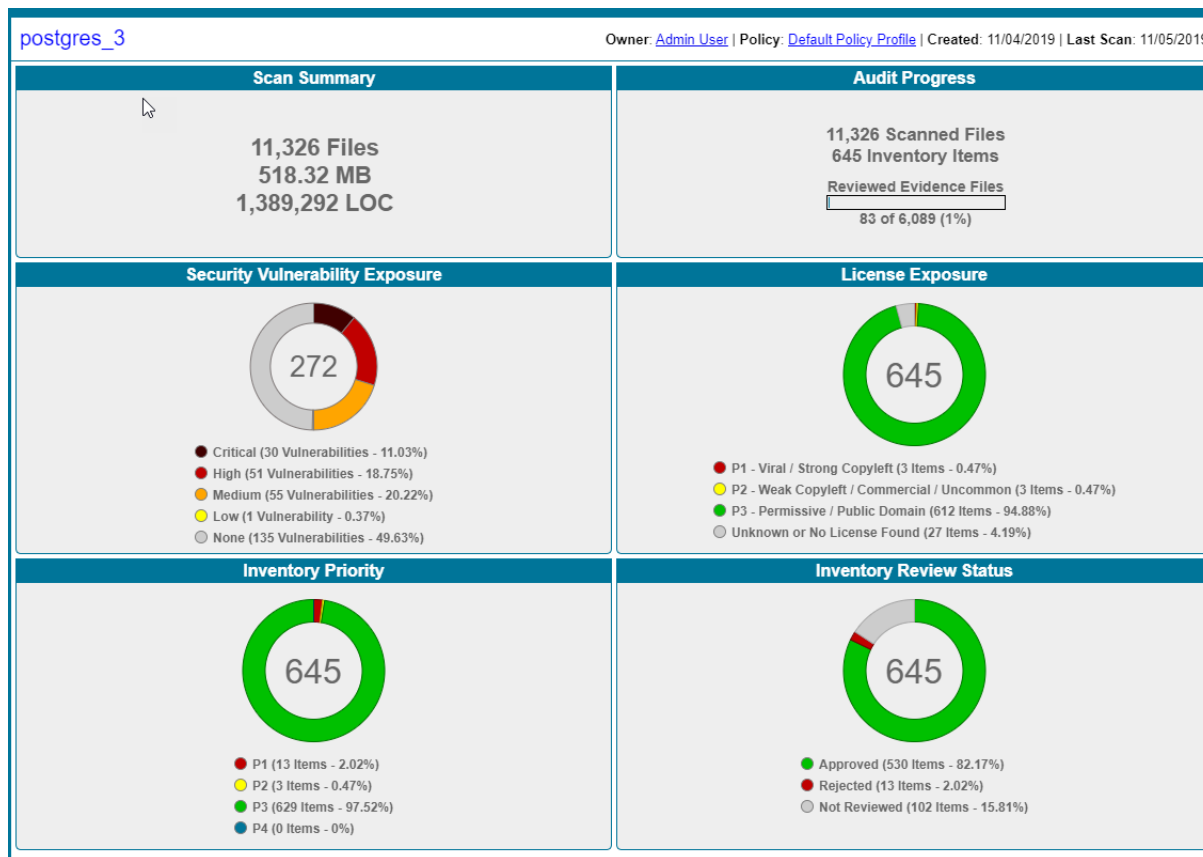 postgres_3
Owner: Admin User | Policy: Default Policy Profile | Created: 11/04/2019 | Last Scan: 11/05/2019
Scan Summary
11,326 Files
518.32 MB
1,389,292 LOC
Audit Progress
11,326 Scanned Files
645 Inventory Items
Reviewed Evidence Files
83 of 6,089 (1%)
Security Vulnerability Exposure
272
Critical (30 Vulnerabilities - 11.03%)
High (51 Vulnerabilities - 18.75%)
Medium (55 Vulnerabilities - 20.22%)
Low (1 Vulnerability - 0.37%)
None (135 Vulnerabilities - 49.63%)
License Exposure
645
P1 - Viral / Strong Copyleft (3 Items - 0.47%)
P2 - Weak Copyleft / Commercial / Uncommon (3 Items - 0.47%)
P3 - Permissive / Public Domain (612 Items - 94.88%)
Unknown or No License Found (27 Items - 4.19%)
Inventory Priority
645
P1 (13 Items - 2.02%)
P2 (3 Items - 0.47%)
P3 (629 Items - 97.52%)
P4 (0 Items - 0%)
Inventory Review Status
645
Approved (530 Items - 82.17%)
Rejected (13 Items - 2.02%)
Not Reviewed (102 Items - 15.81%)